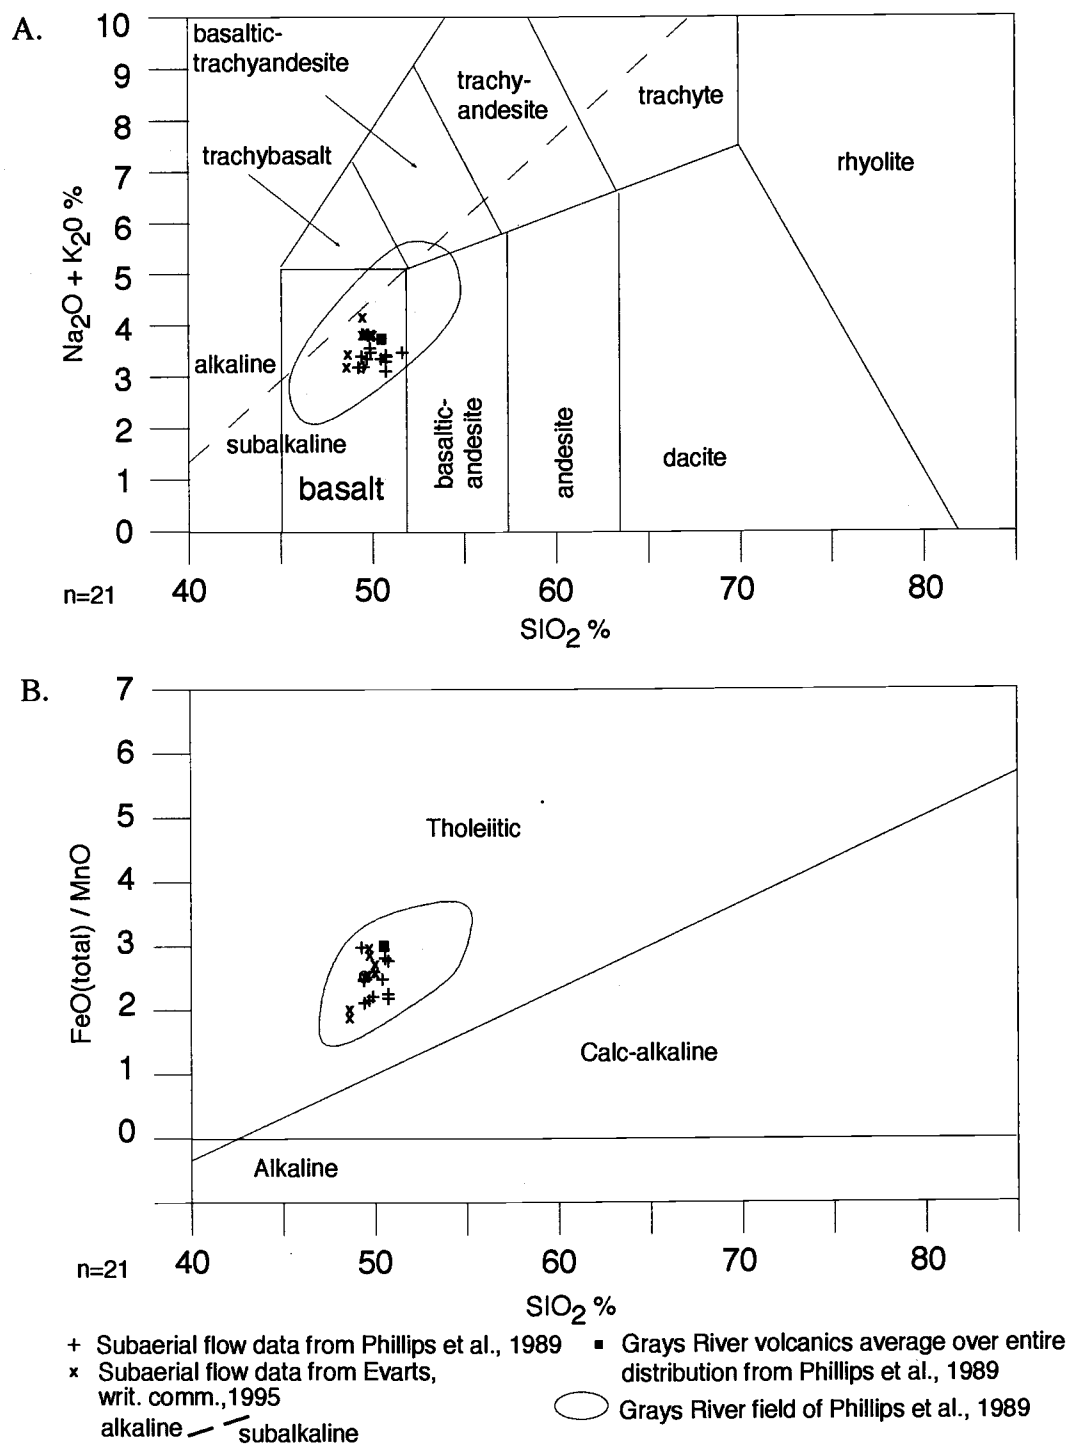 A.
10
9
8
7
6
5
4
3
2
1
0
Na2O + K20 %
basaltic-
trachyandesite
trachybasalt
trachy-
andesite
trachyte
rhyolite
alkaline
subalkaline
basalt
basaltic-
andesite
andesite
dacite
n=21
40 50 60 70 80
SIO2 %
B.
7
6
5
4
3
2
1
0
FeO(total) / MnO
Tholeiitic
Calc-alkaline
Alkaline
n=21
40 50 60 70 80
SIO2 %
+ Subaerial flow data from Phillips et al., 1989
x Subaerial flow data from Evarts,
writ. comm.,1995
alkaline
subalkaline
■ Grays River volcanics average over entire
distribution from Phillips et al., 1989
Grays River field of Phillips et al., 1989